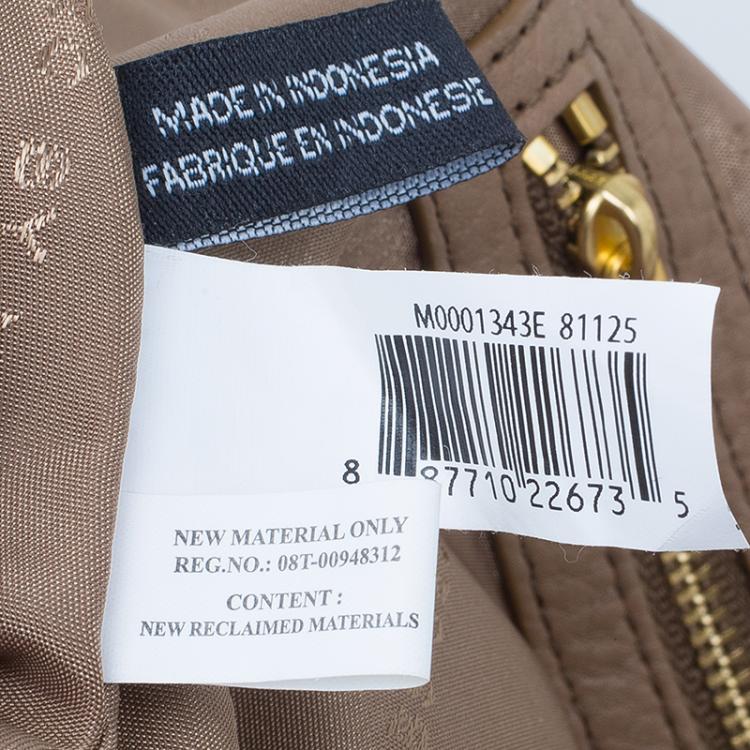 MADE IN INDONESIA
FABRIQUE EN INDONESIE
M0001343E 81125
8 87710 22673 5
NEW MATERIAL ONLY
REG.NO.: 08T-00948312
CONTENT :
NEW RECLAIMED MATERIALS